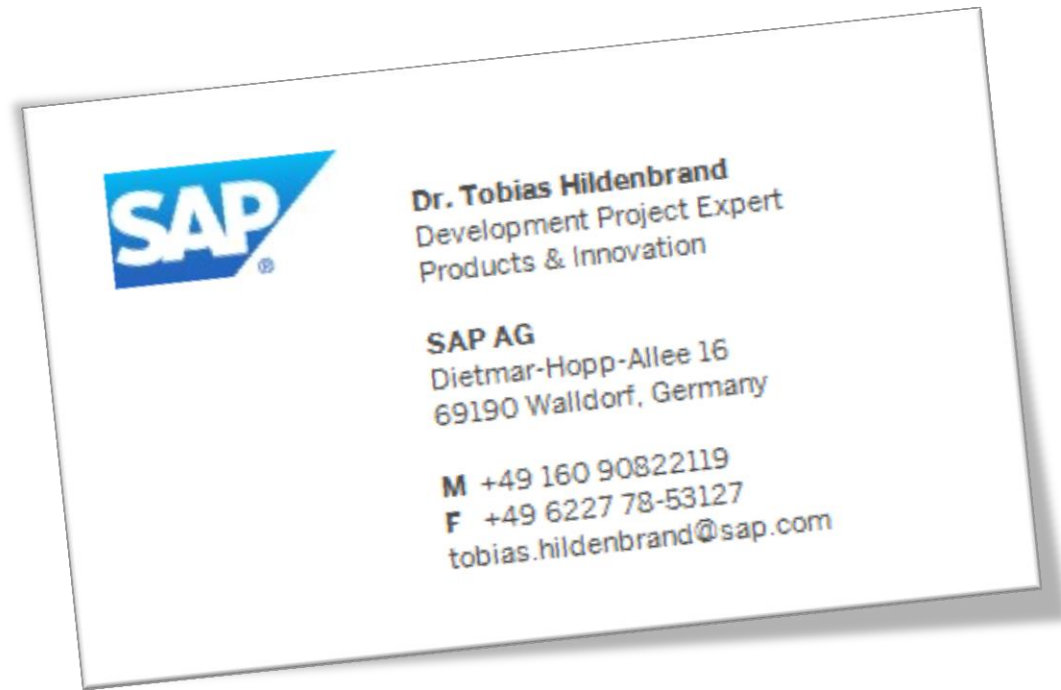 SAP
®
Dr. Tobias Hildenbrand
Development Project Expert
Products & Innovation
SAP AG
Dietmar-Hopp-Allee 16
69190 Walldorf, Germany
M +49 160 90822119
F +49 6227 78-53127
tobias.hildenbrand@sap.com